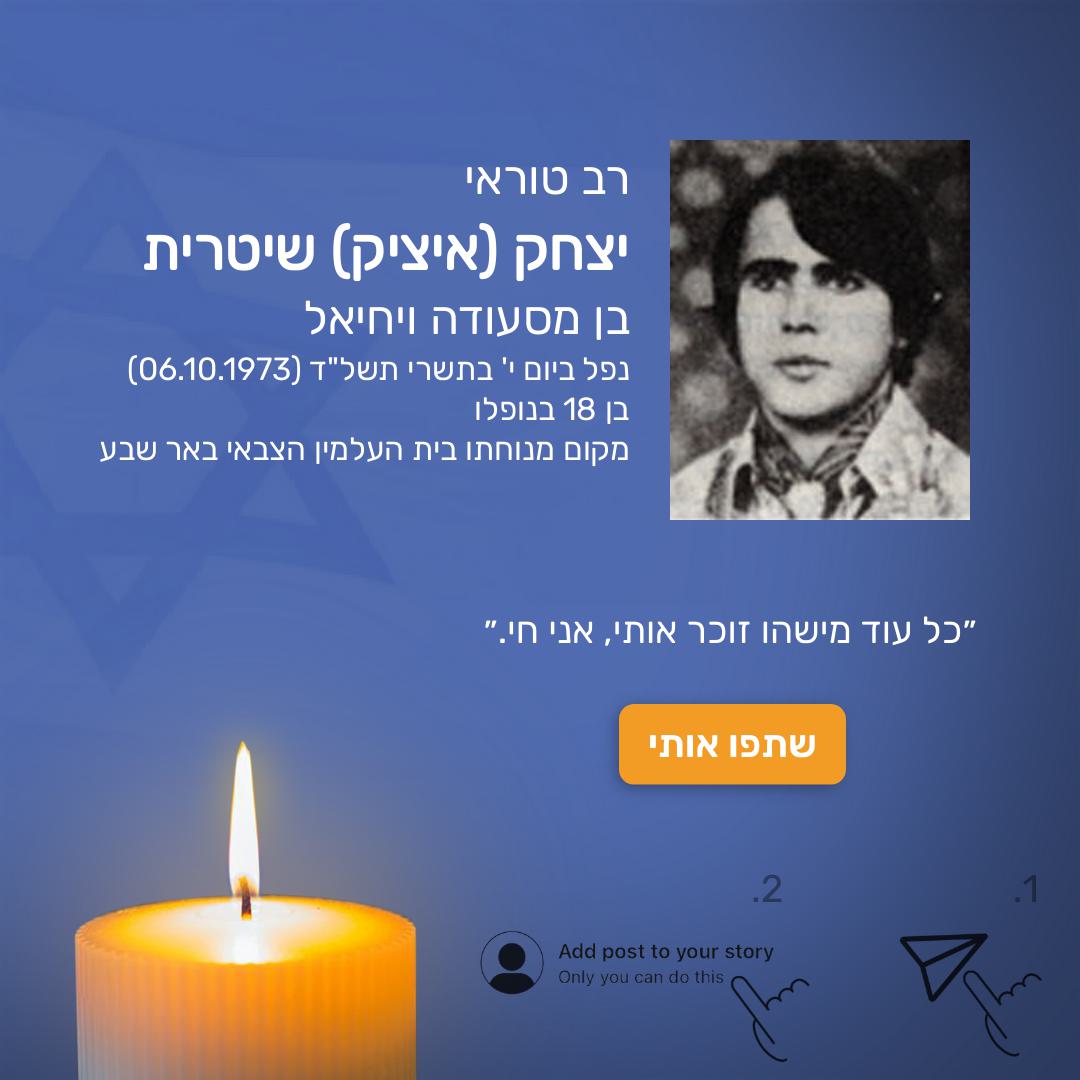 רב טוראי
יצחק (איציק) שיטרית
בן מסעודה ויחיאל
נפל ביום י' בתשרי תשל"ד (06.10.1973)
בן 18 בנופלו
מקום מנוחתו בית העלמין הצבאי באר שבע
״כל עוד מישהו זוכר אותי, אני חי.״
שתפו אותי
1.
2.
Add post to your story
Only you can do this